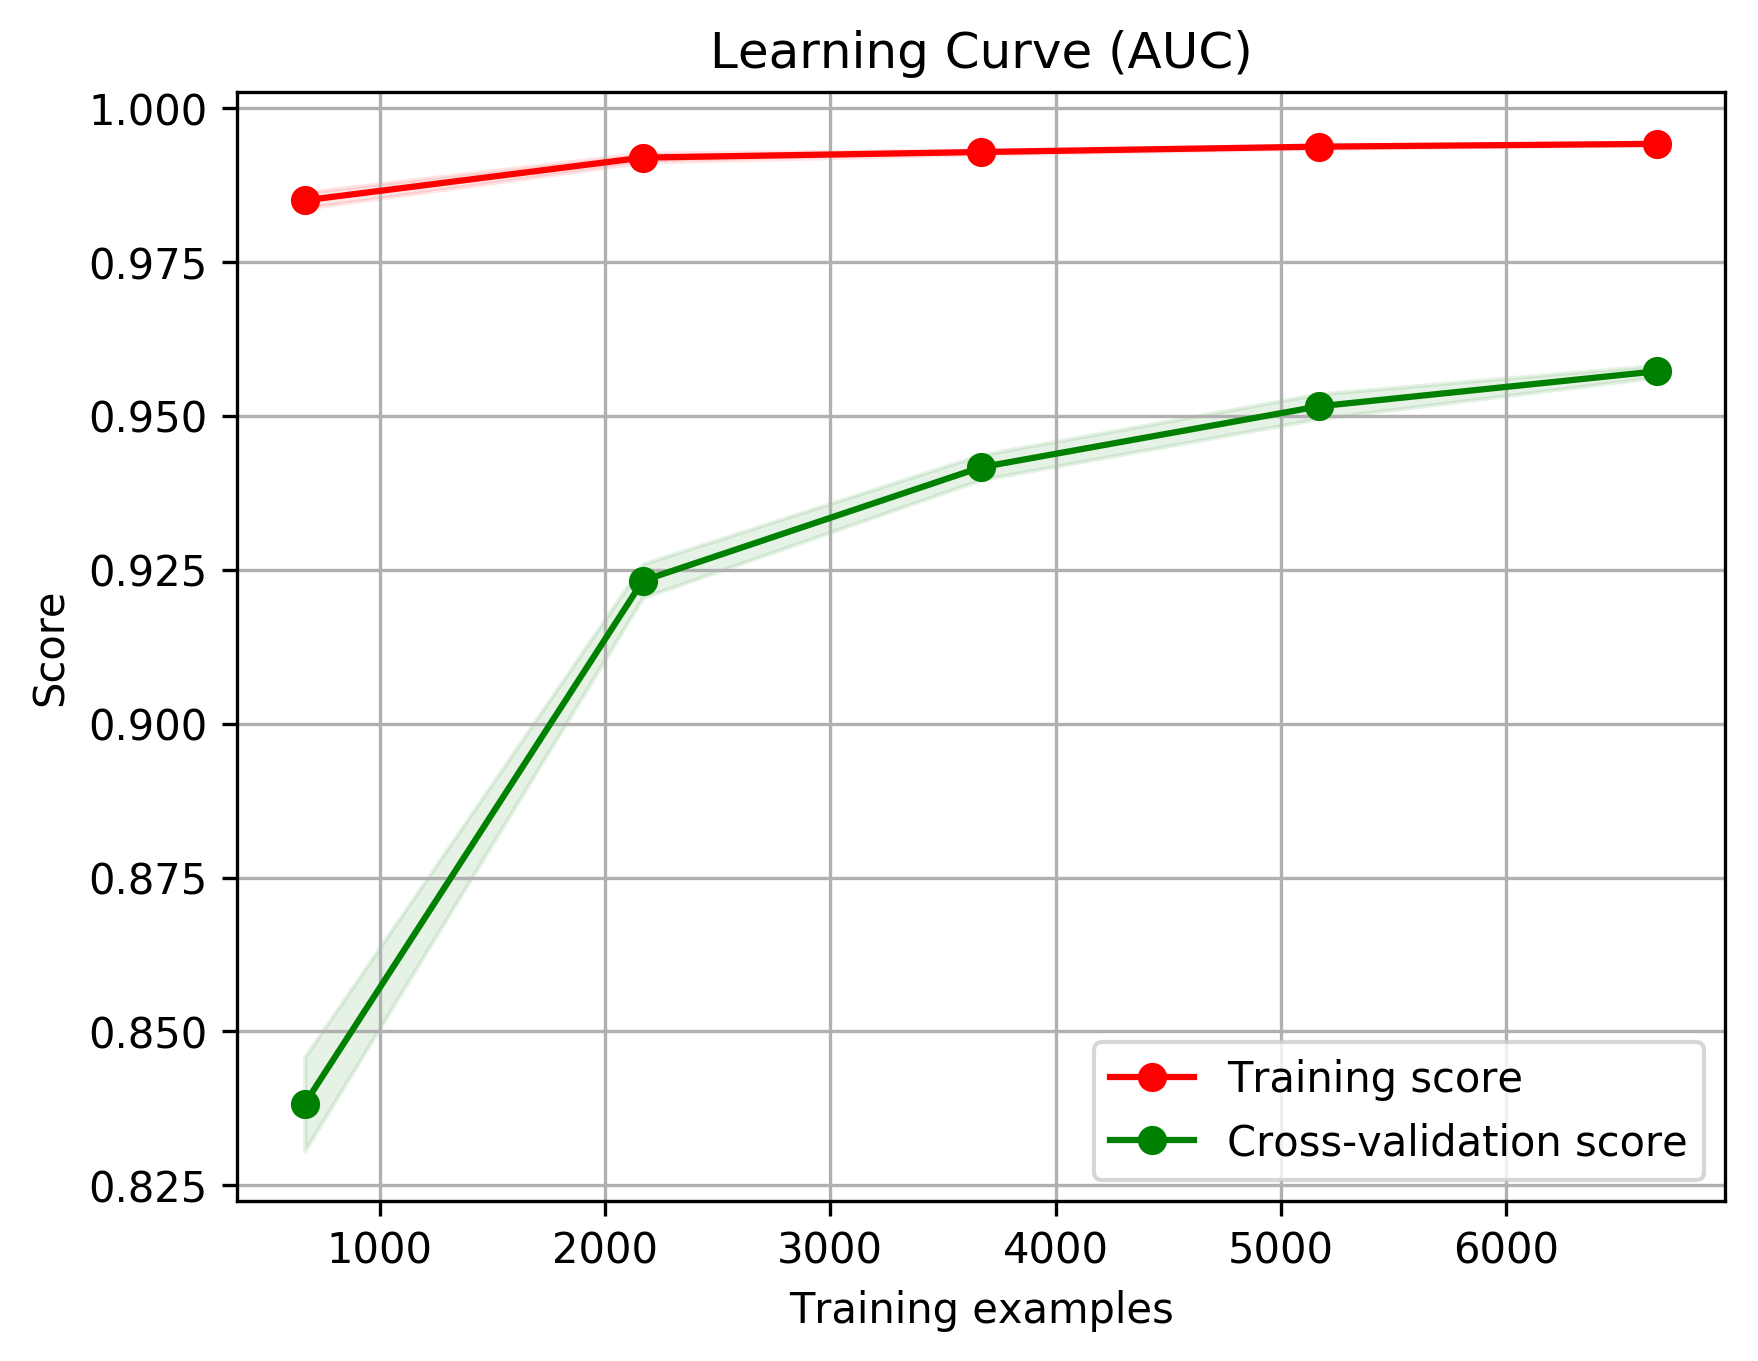 Learning Curve (AUC)
1.000
0.975
0.950
0.925
0.900
0.875
0.850
0.825
Score
Training score
Cross-validation score
1000 2000 3000 4000 5000 6000
Training examples